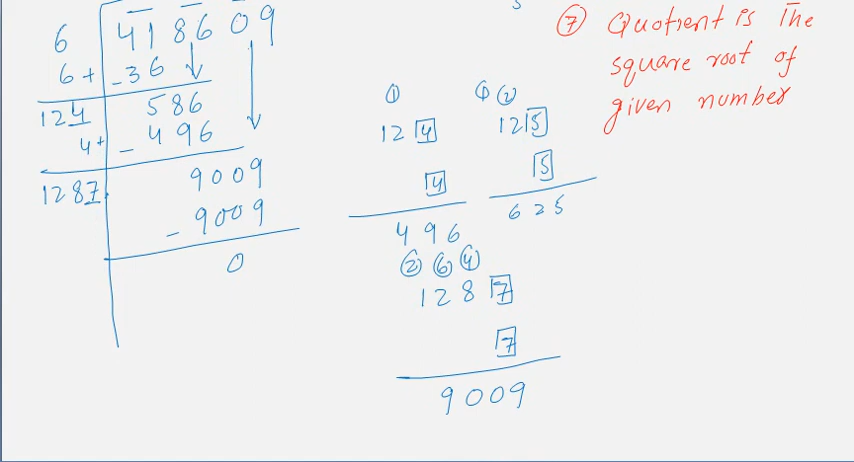 6 41 86 09
6+ -36
124 586
4+ -496
1287 9009
-9009
0
① ① ②
12 4 12 5
4 5
496 625
② ⑥ ④
128 7
7
9009
⑦ Quotient is the
square root of
given number